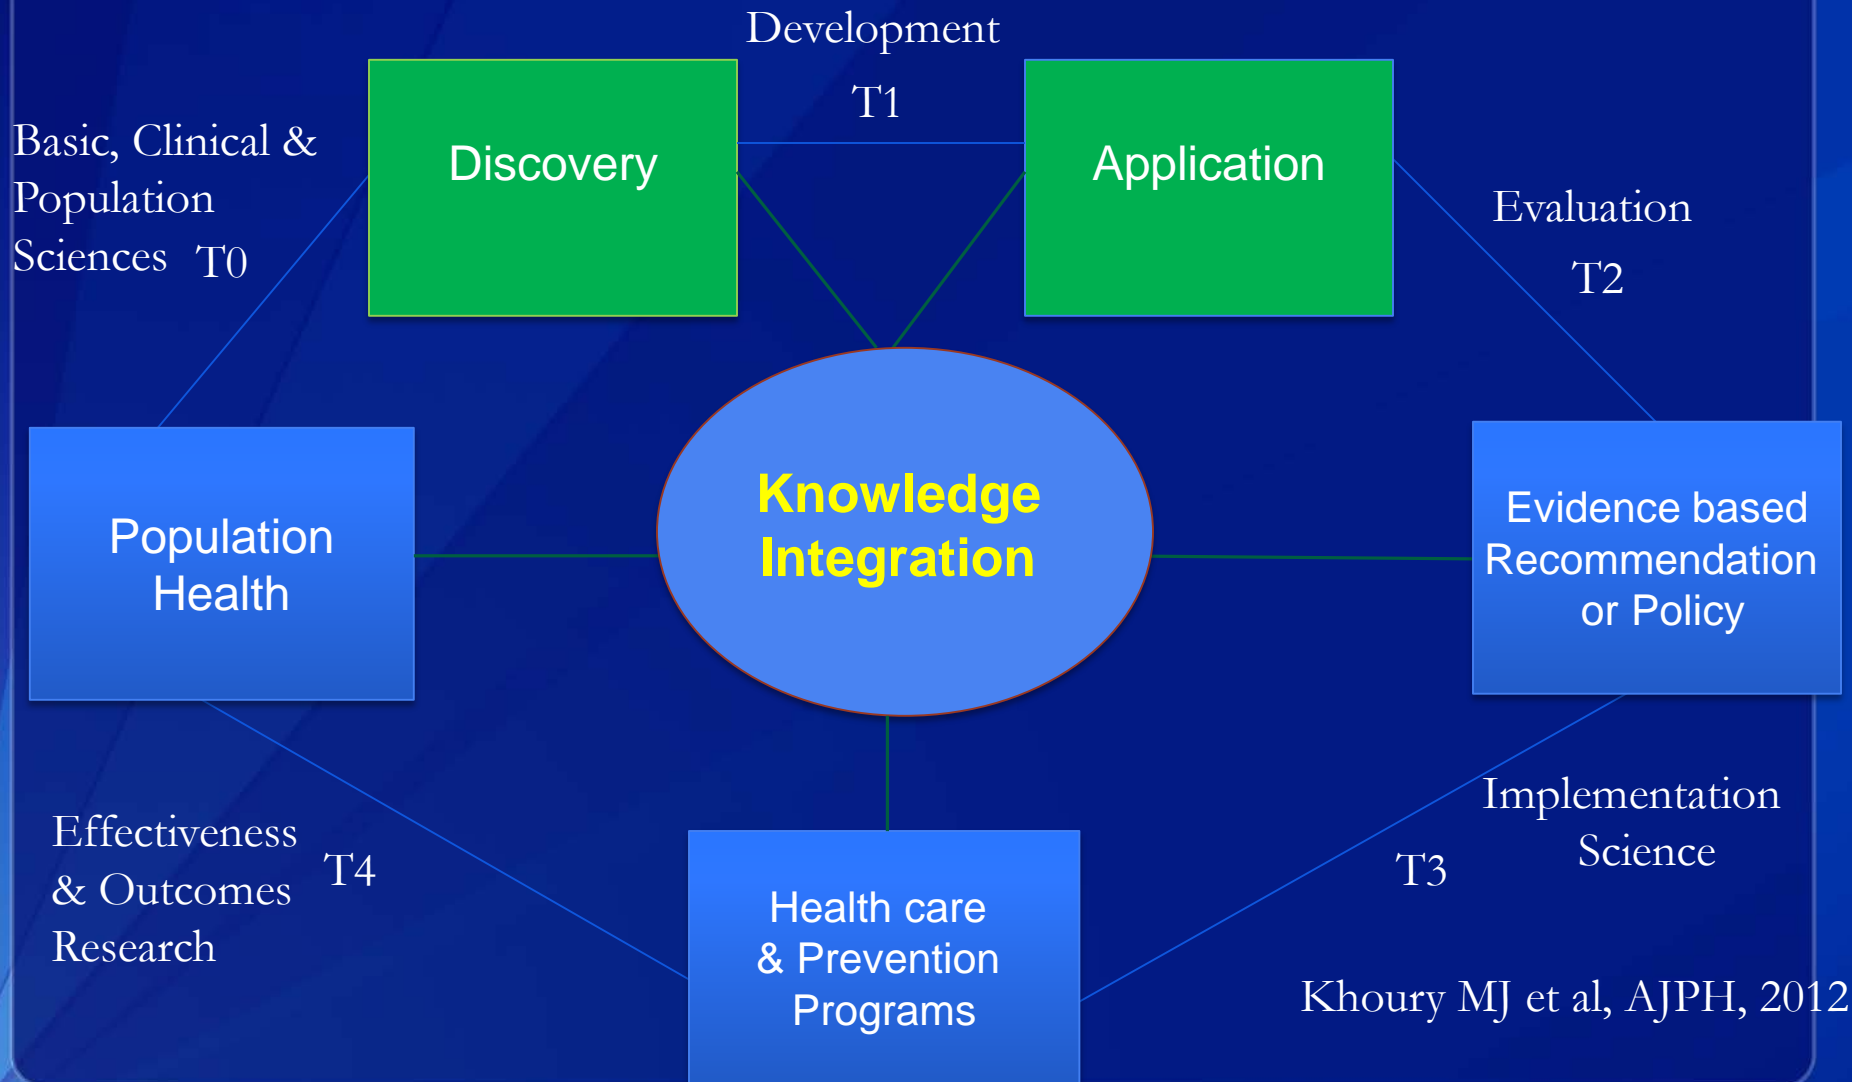 Development
T1
Basic, Clinical &
Population
Sciences T0
Discovery
Application
Evaluation
T2
Knowledge
Integration
Population
Health
Evidence based
Recommendation
or Policy
Effectiveness
& Outcomes
Research
T4
Health care
& Prevention
Programs
Implementation
Science
T3
Khoury MJ et al, AJPH, 2012